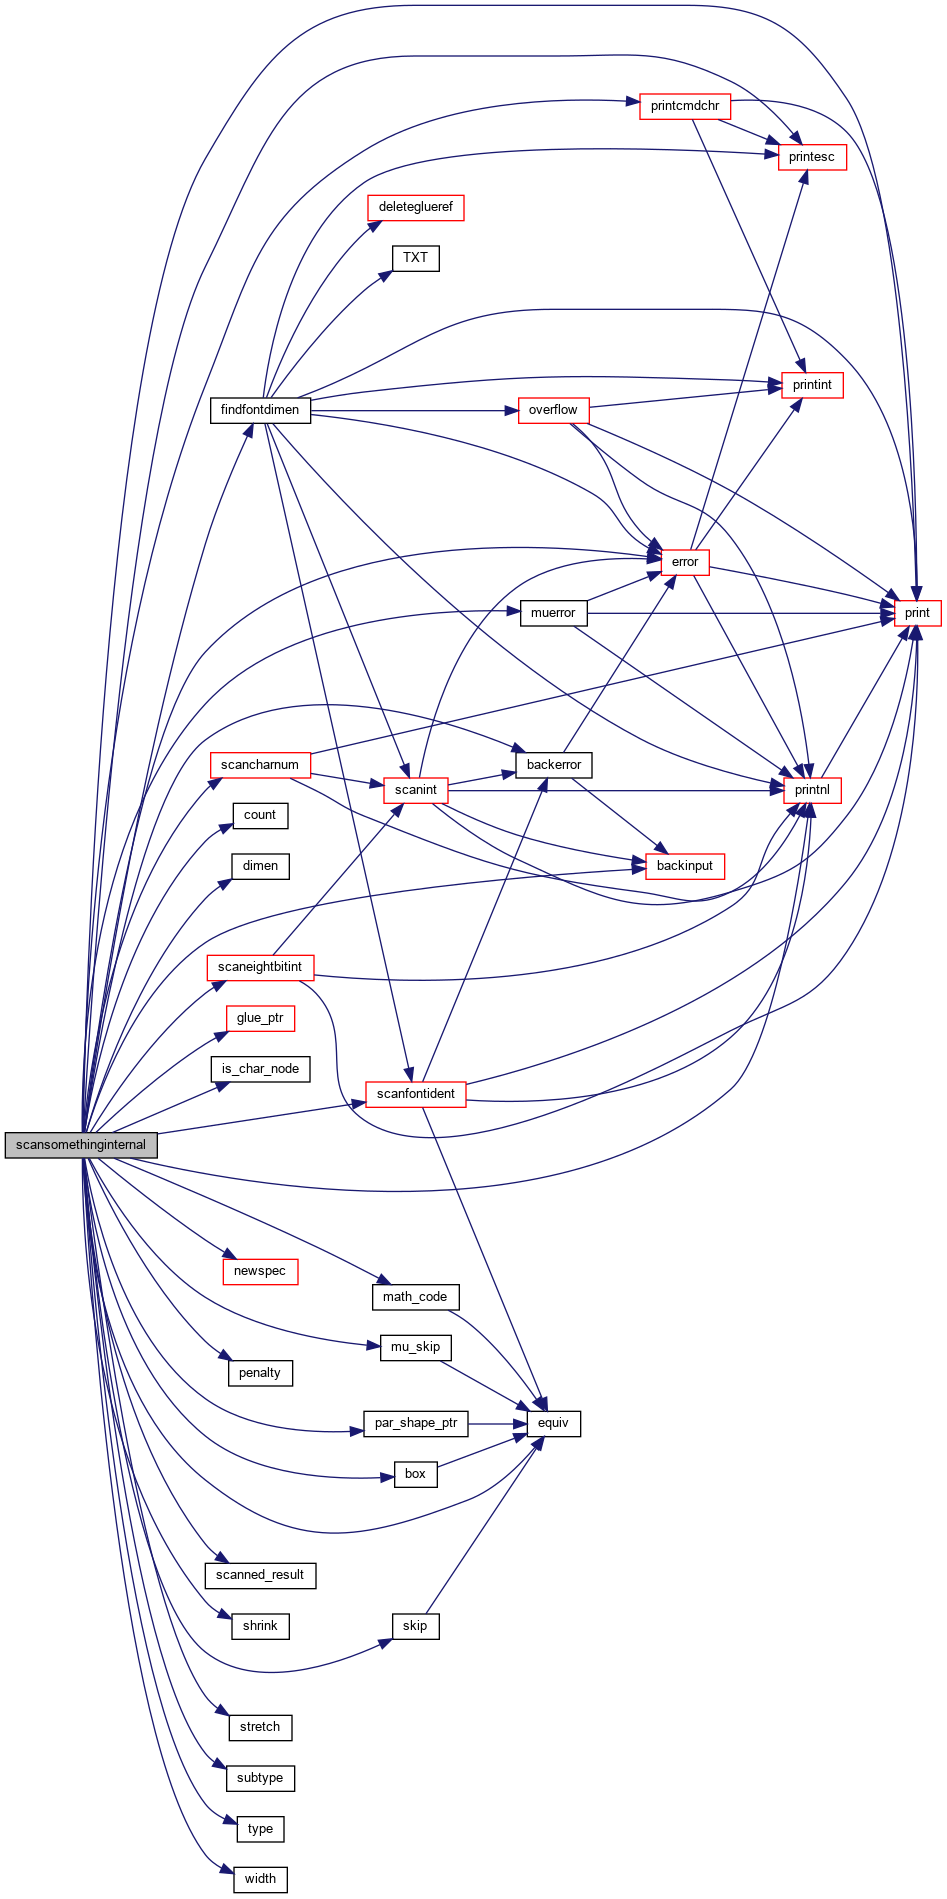 printcmdchr
printesc
deleteglueref
TXT
printint
findfontdimen
overflow
error
muerror
print
scancharnum
backerror
scanint
printnl
count
dimen
backinput
scaneightbitint
glue_ptr
is_char_node
scanfontident
scansomethinginternal
newspec
math_code
mu_skip
penalty
par_shape_ptr
equiv
box
scanned_result
shrink
skip
stretch
subtype
type
width